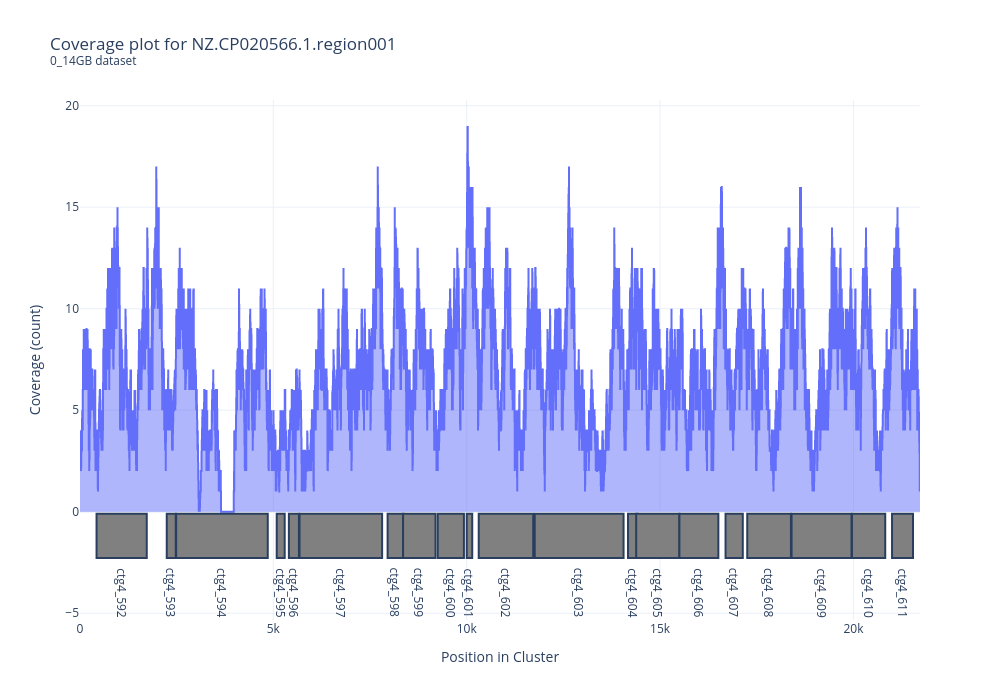 Coverage plot for NZ.CP020566.1.region001
0_14GB dataset
20
15
10
5
0
−5
Coverage (count)
ctg4_592
ctg4_593
ctg4_594
ctg4_595
ctg4_596
ctg4_597
ctg4_598
ctg4_599
ctg4_600
ctg4_601
ctg4_602
ctg4_603
ctg4_604
ctg4_605
ctg4_606
ctg4_607
ctg4_608
ctg4_609
ctg4_610
ctg4_611
0
5k
10k
15k
20k
Position in Cluster